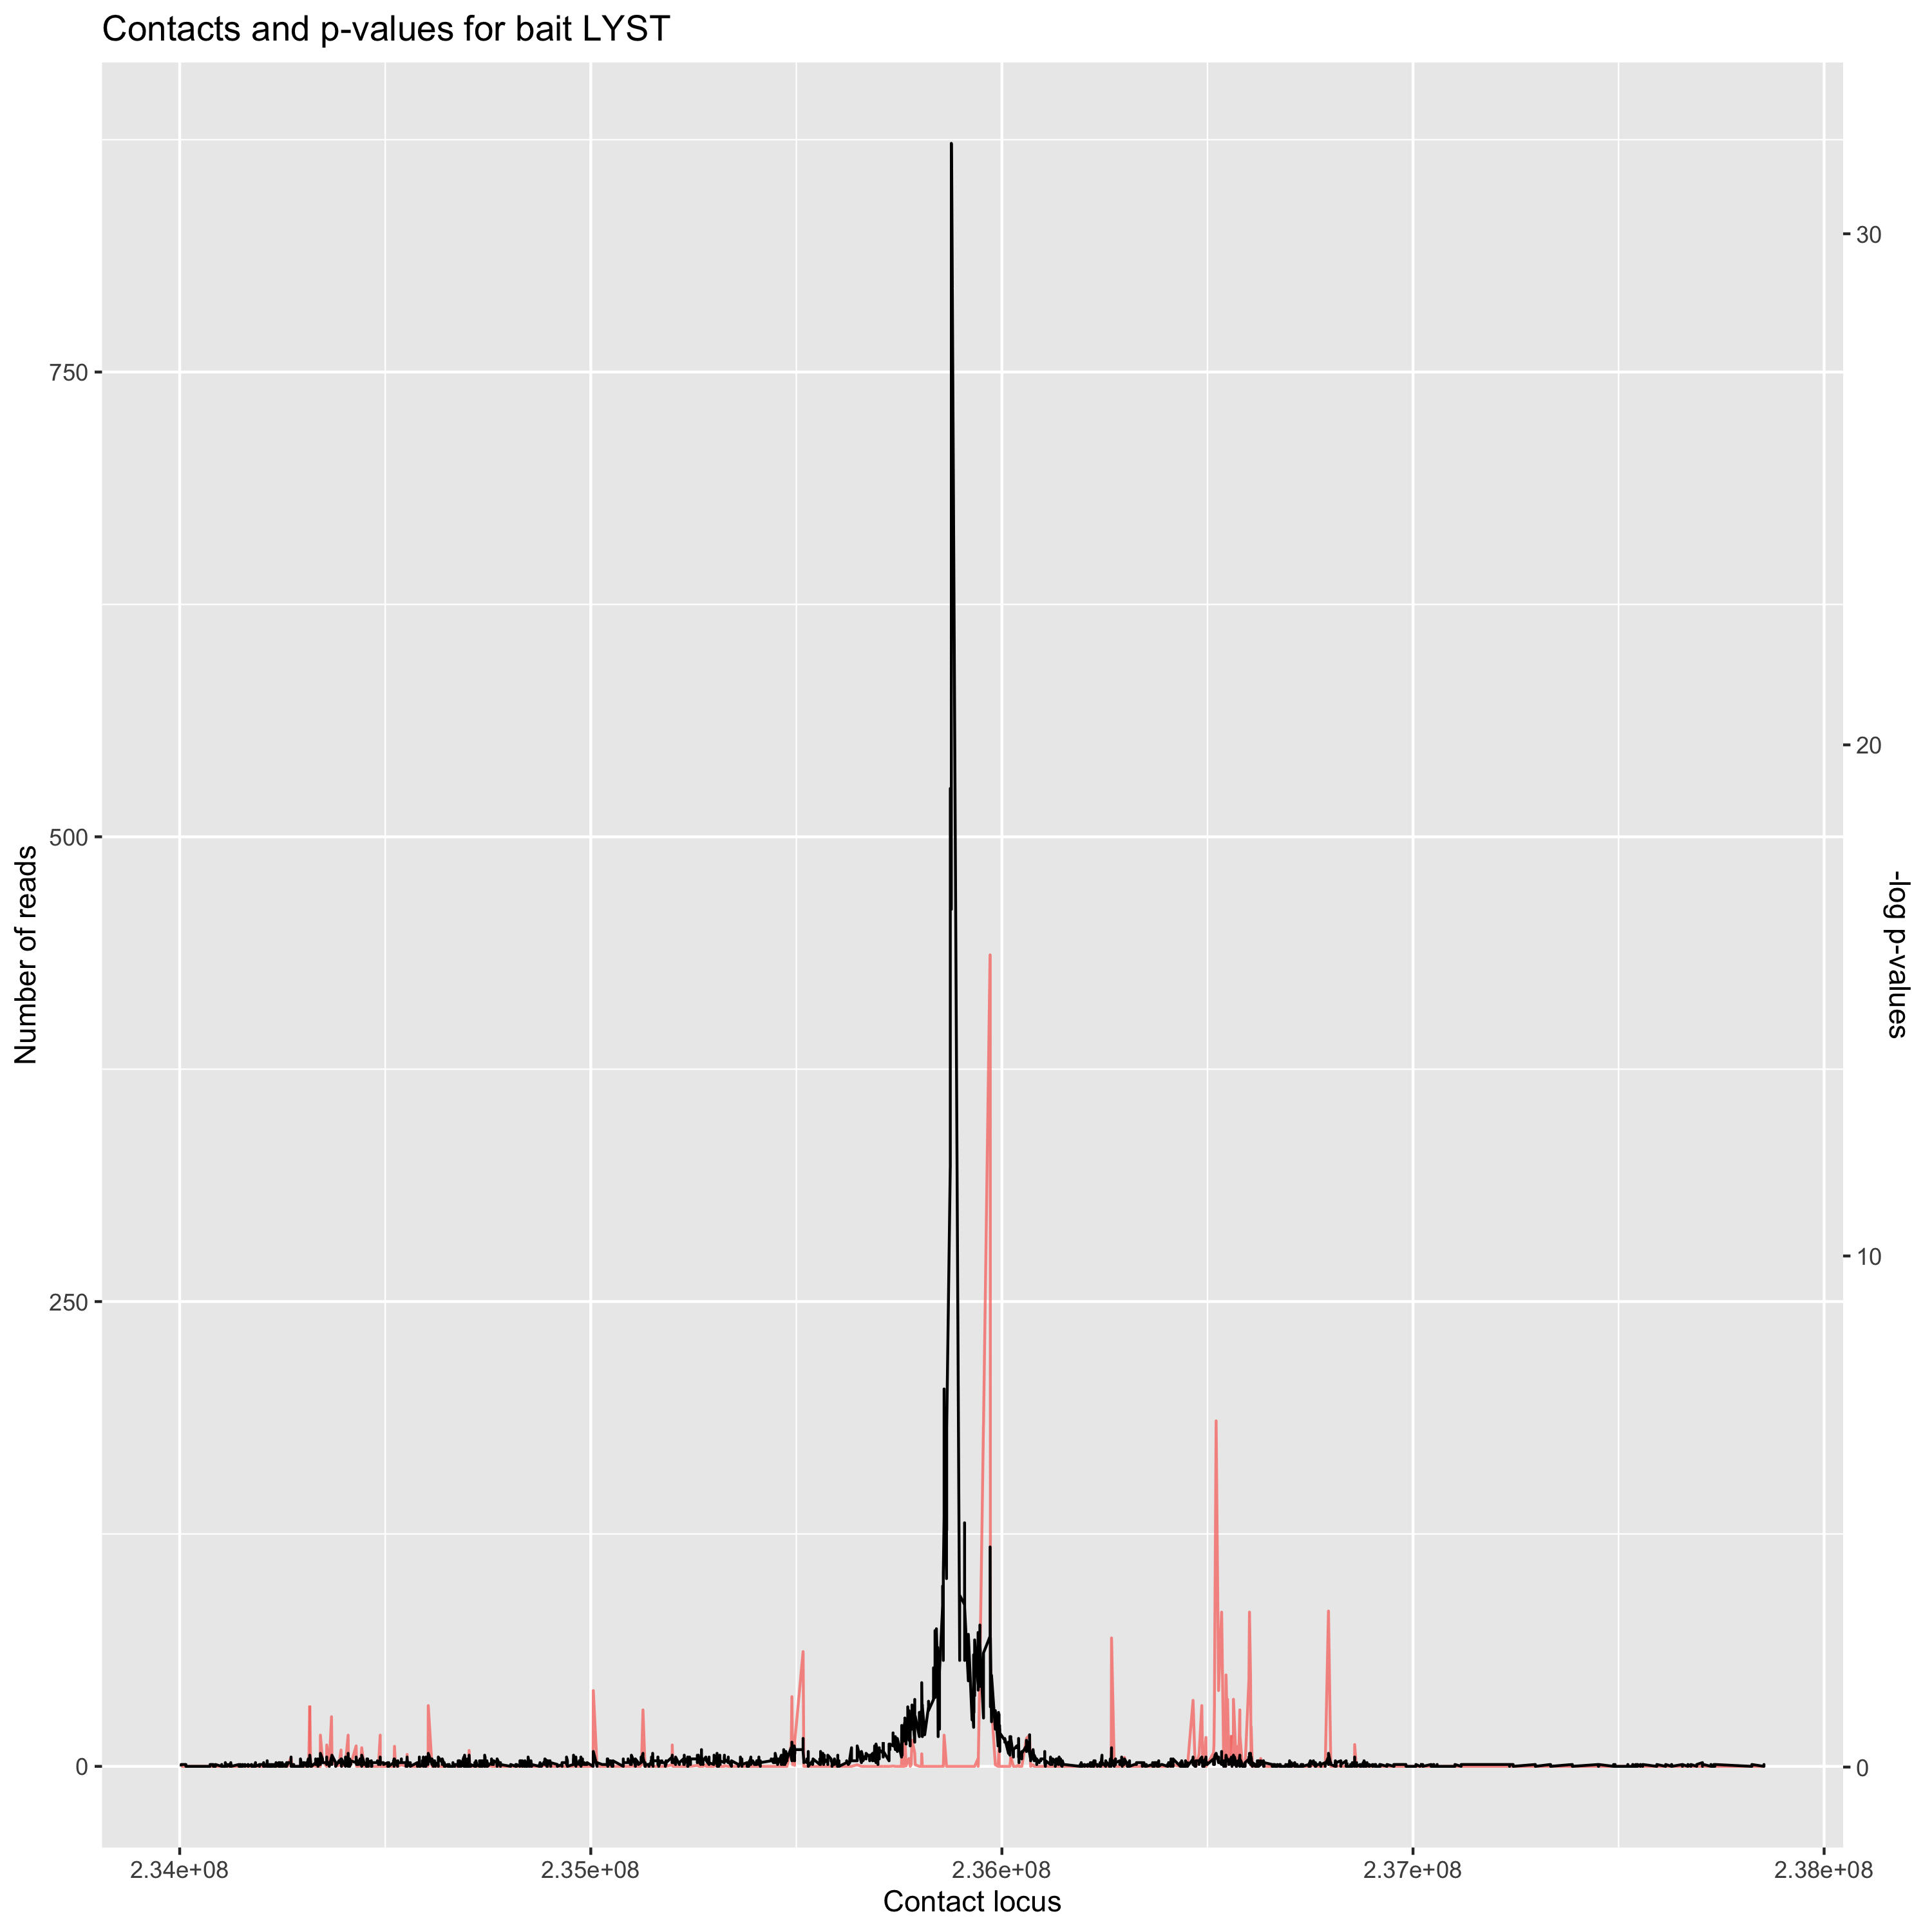 Contacts and p-values for bait LYST
30
750
20
500
Number of reads
-log p-values
10
250
0
0
2.34e+08
2.35e+08
2.36e+08
2.37e+08
2.38e+08
Contact locus